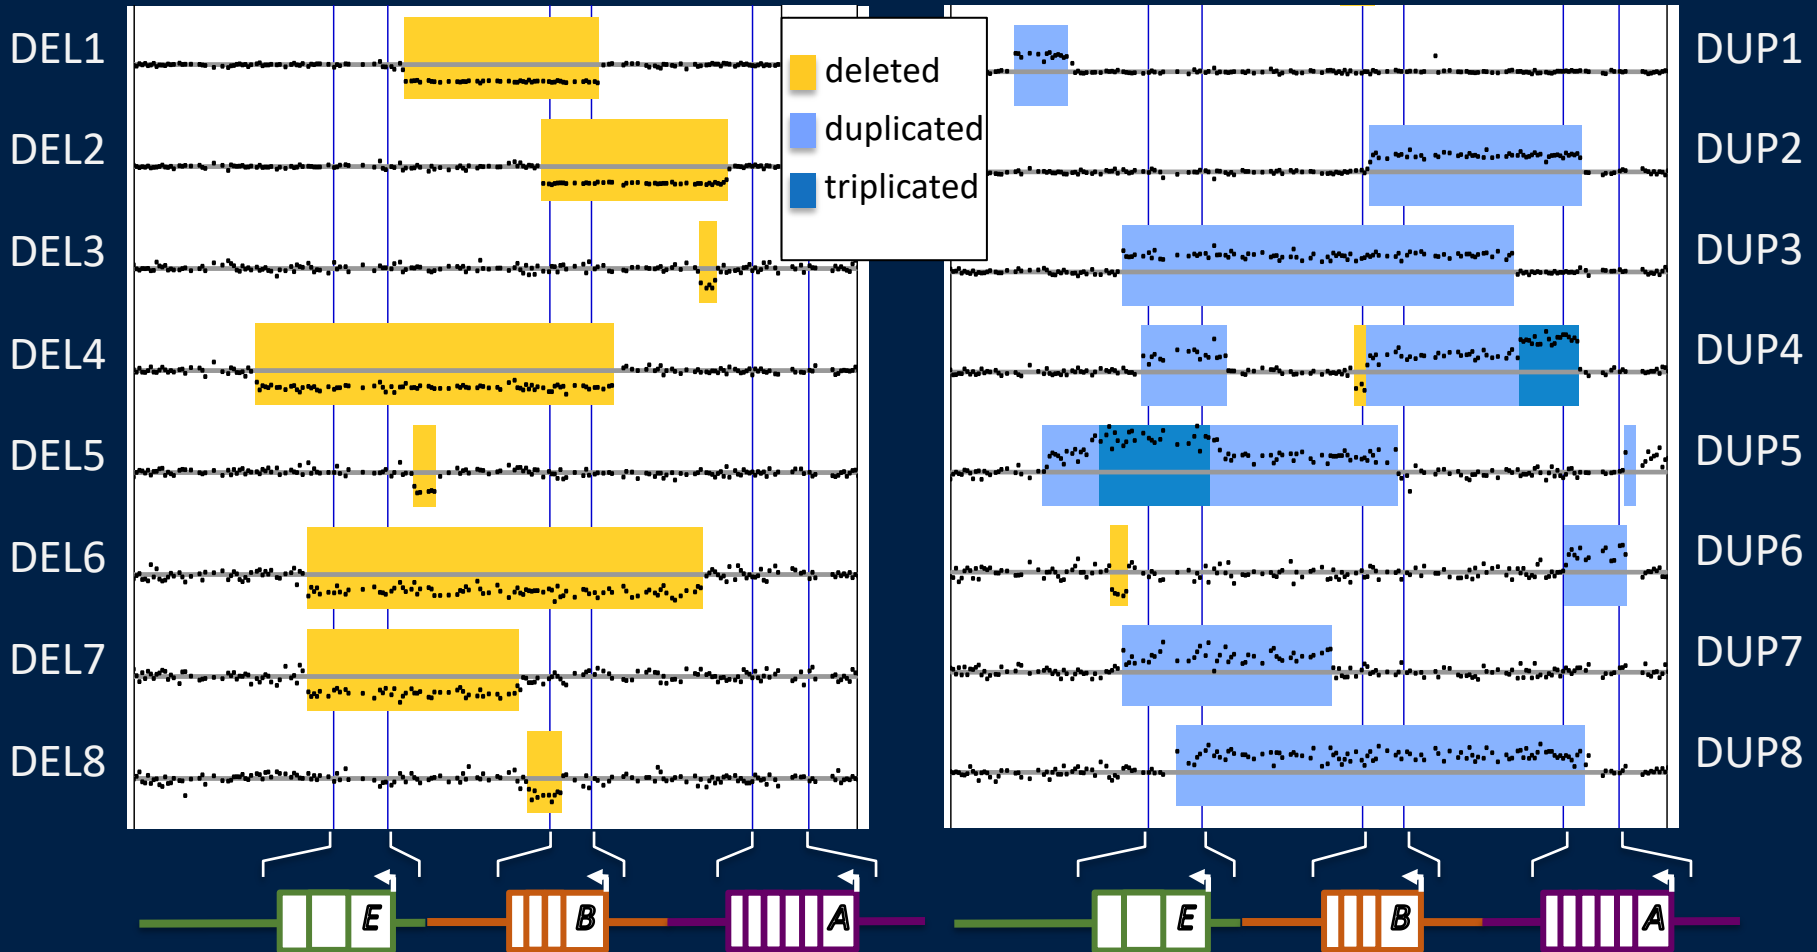 DEL1
DEL2
DEL3
DEL4
DEL5
DEL6
DEL7
DEL8
deleted
duplicated
triplicated
DUP1
DUP2
DUP3
DUP4
DUP5
DUP6
DUP7
DUP8
E
B
A
E
B
A